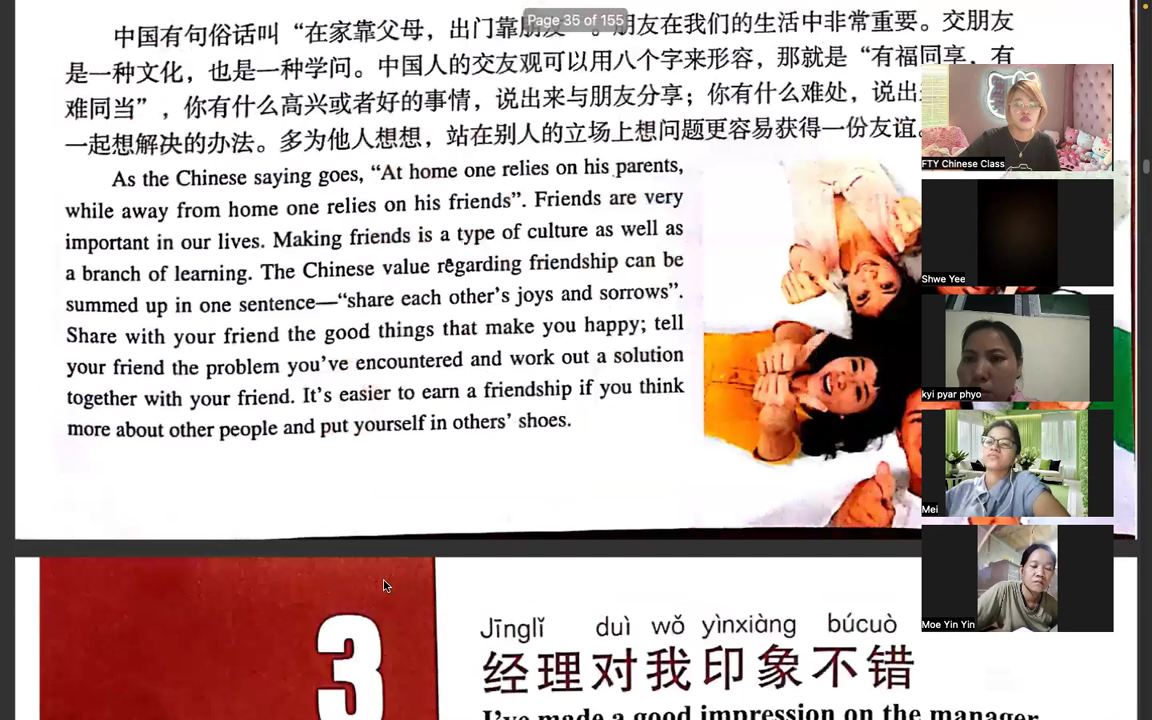 Page 35 of 155
中国有句俗话叫“在家靠父母，出门靠朋友”。朋友在我们的生活中非常重要。交朋友
是一种文化，也是一种学问。中国人的交友观可以用八个字来形容，那就是“有福同享，有
难同当”，你有什么高兴或者好的事情，说出来与朋友分享；你有什么难处，说出
一起想解决的办法。多为他人想想，站在别人的立场上想问题更容易获得一份友谊。
As the Chinese saying goes, “At home one relies on his parents,
while away from home one relies on his friends”. Friends are very
important in our lives. Making friends is a type of culture as well as
a branch of learning. The Chinese value regarding friendship can be
summed up in one sentence—“share each other’s joys and sorrows”.
Share with your friend the good things that make you happy; tell
your friend the problem you’ve encountered and work out a solution
together with your friend. It’s easier to earn a friendship if you think
more about other people and put yourself in others’ shoes.
FTY Chinese Class
Shwe Yee
kyi pyar phyo
Mei
Moe Yin Yin
3
Jīnglǐ duì wǒ yìnxiàng búcuò
经理对我印象不错
I’ve made a good impression on the manager